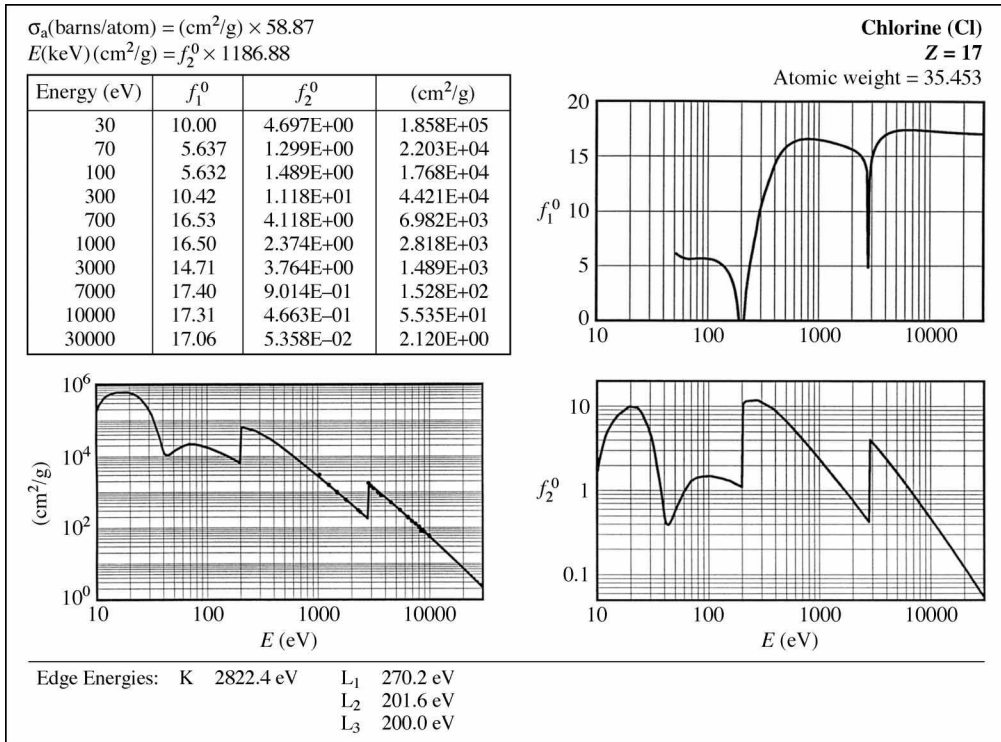 σₐ(barns/atom) = (cm²/g) × 58.87
E(keV)(cm²/g) = f₂⁰ × 1186.88
Chlorine (Cl)
Z = 17
Atomic weight = 35.453
Energy (eV) f₁⁰ f₂⁰ (cm²/g)
30 10.00 4.697E+00 1.858E+05
70 5.637 1.299E+00 2.203E+04
100 5.632 1.489E+00 1.768E+04
300 10.42 1.118E+01 4.421E+04
700 16.53 4.118E+00 6.982E+03
1000 16.50 2.374E+00 2.818E+03
3000 14.71 3.764E+00 1.489E+03
7000 17.40 9.014E–01 1.528E+02
10000 17.31 4.663E–01 5.535E+01
30000 17.06 5.358E–02 2.120E+00
20
15
f₁⁰
10
5
0
10 100 1000 10000
10⁶
10⁴
(cm²/g)
10²
10⁰
10 100 1000 10000
E (eV)
10
f₂⁰
1
0.1
10 100 1000 10000
E (eV)
Edge Energies: K 2822.4 eV L₁ 270.2 eV
L₂ 201.6 eV
L₃ 200.0 eV